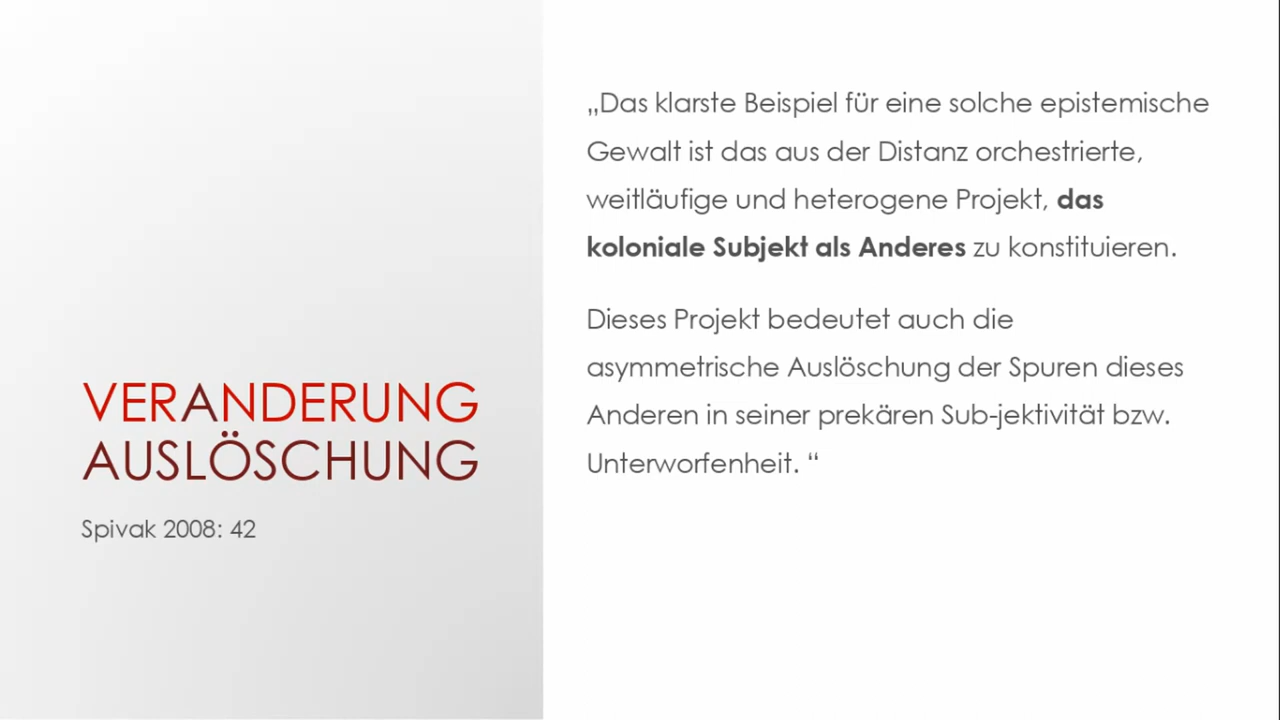 VERANDERUNG
AUSLÖSCHUNG
Spivak 2008: 42
„Das klarste Beispiel für eine solche epistemische
Gewalt ist das aus der Distanz orchestrierte,
weitläufige und heterogene Projekt, das
koloniale Subjekt als Anderes zu konstituieren.
Dieses Projekt bedeutet auch die
asymmetrische Auslöschung der Spuren dieses
Anderen in seiner prekären Sub-jektivität bzw.
Unterworfenheit. “